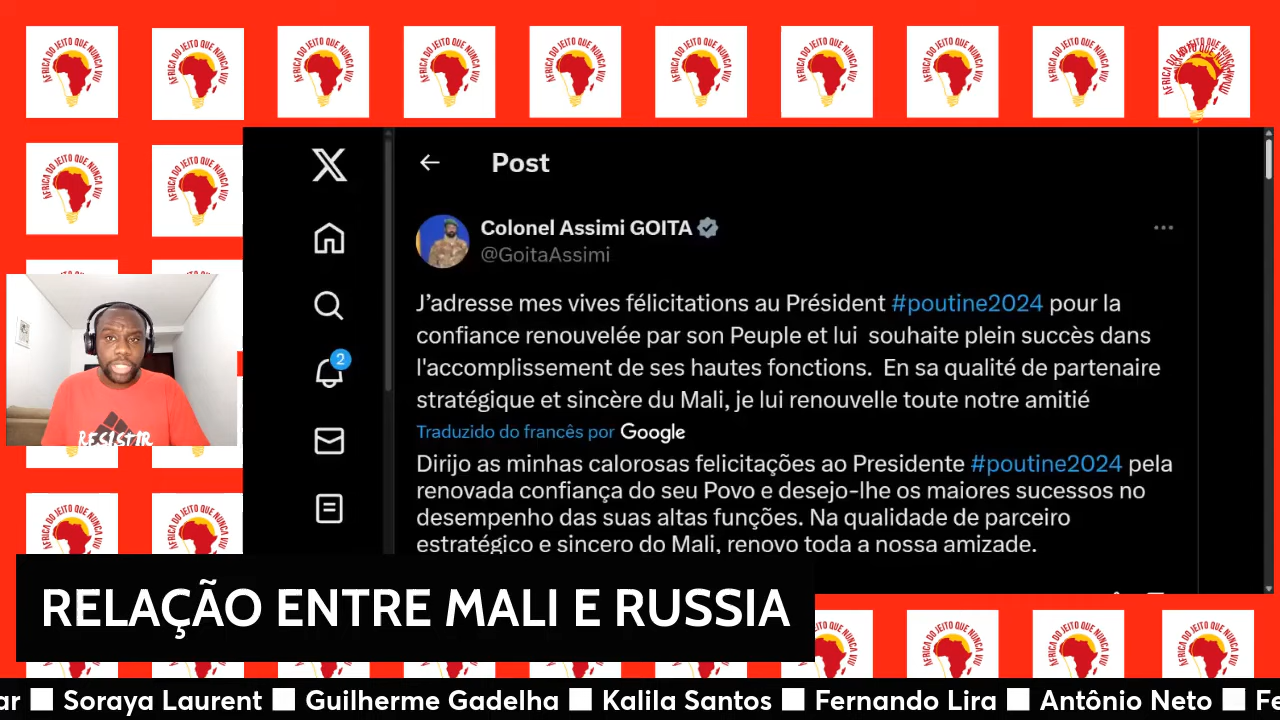 ÁFRICA DO JEITO QUE NUNCA VIU
Post
Colonel Assimi GOITA
@GoitaAssimi
J’adresse mes vives félicitations au Président #poutine2024 pour la
confiance renouvelée par son Peuple et lui souhaite plein succès dans
l'accomplissement de ses hautes fonctions. En sa qualité de partenaire
stratégique et sincère du Mali, je lui renouvelle toute notre amitié
Traduzido do francês por Google
Dirijo as minhas calorosas felicitações ao Presidente #poutine2024 pela
renovada confiança do seu Povo e desejo-lhe os maiores sucessos no
desempenho das suas altas funções. Na qualidade de parceiro
estratégico e sincero do Mali, renovo toda a nossa amizade.
2
RESISTIR
RELAÇÃO ENTRE MALI E RUSSIA
ar Soraya Laurent Guilherme Gadelha Kalila Santos Fernando Lira Antônio Neto Fe